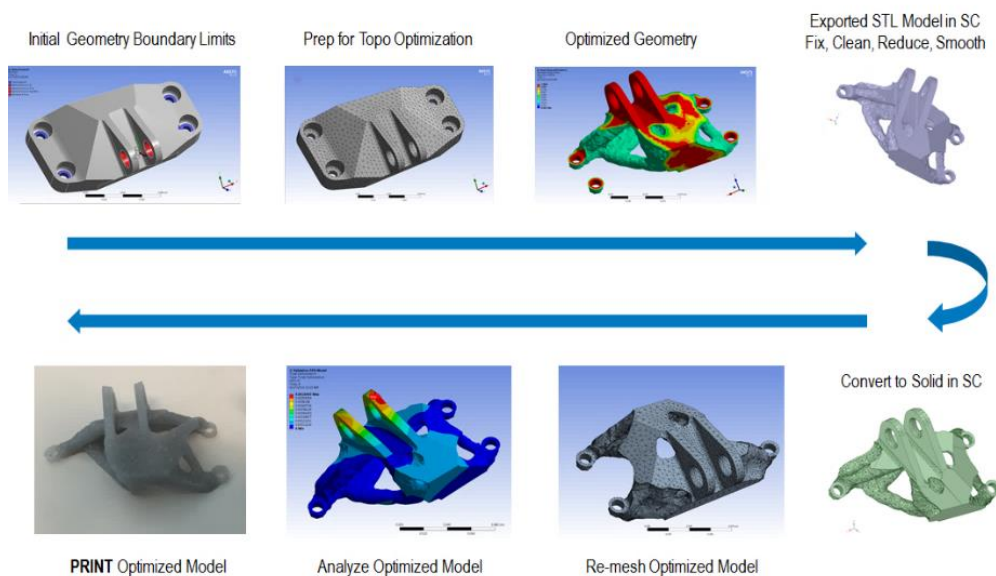 Initial Geometry Boundary Limits
Prep for Topo Optimization
Optimized Geometry
Exported STL Model in SC
Fix, Clean, Reduce, Smooth
Convert to Solid in SC
Re-mesh Optimized Model
Analyze Optimized Model
PRINT Optimized Model